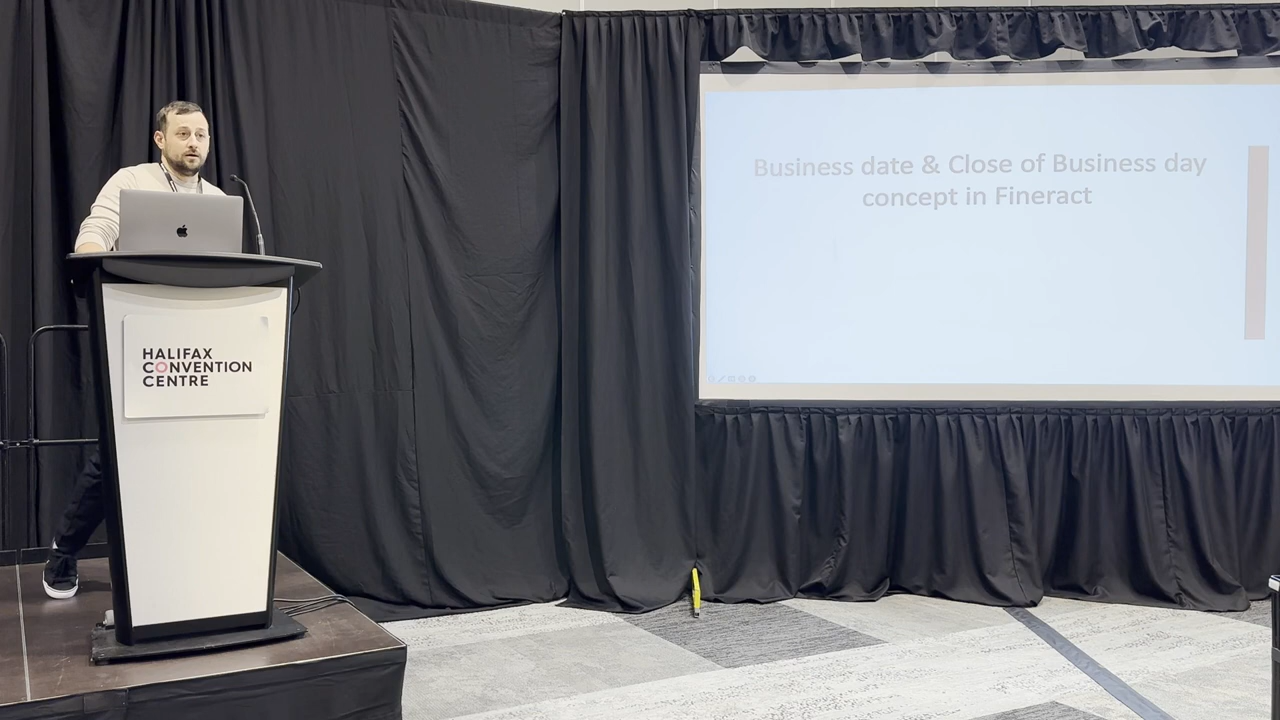 HALIFAX
CONVENTION
CENTRE
Business date & Close of Business day
concept in Fineract